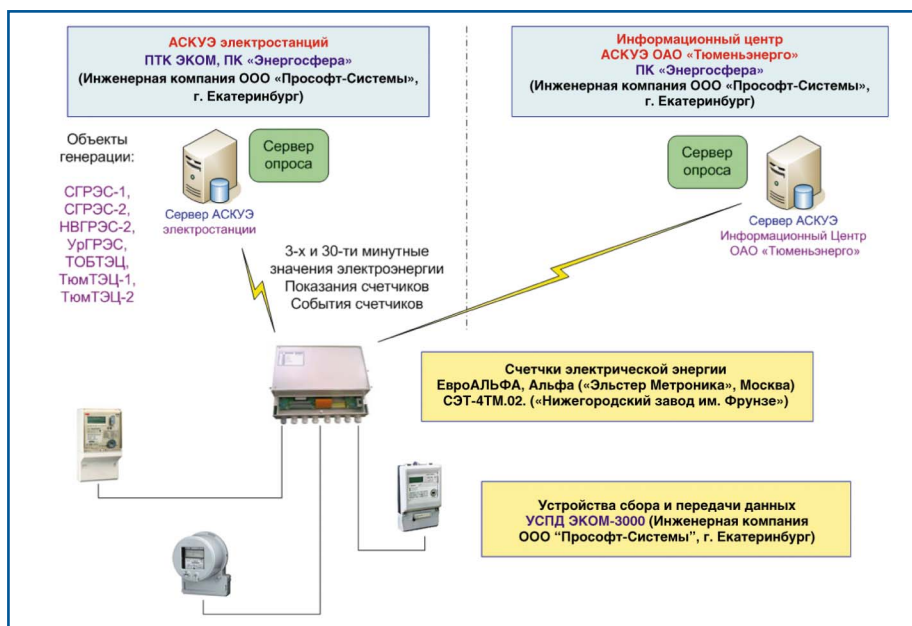 АСКУЭ электростанций
ПТК ЭКОМ, ПК «Энергосфера»
(Инженерная компания ООО «Прософт-Системы»,
г. Екатеринбург)
Информационный центр
АСКУЭ ОАО «Тюменьэнерго»
ПК «Энергосфера»
(Инженерная компания ООО «Прософт-Системы»,
г. Екатеринбург)
Объекты
генерации:
СГРЭС-1,
СГРЭС-2,
НВГРЭС-2,
УрГРЭС,
ТОБТЭЦ,
ТюмТЭЦ-1,
ТюмТЭЦ-2
Сервер
опроса
Сервер АСКУЭ
электростанции
Сервер
опроса
Сервер АСКУЭ
Информационный Центр
ОАО «Тюменьэнерго»
3-х и 30-ти минутные
значения электроэнергии
Показания счетчиков
События счетчиков
Счетчки электрической энергии
ЕвроАЛЬФА, Альфа («Эльстер Метроника», Москва)
СЭТ-4ТМ.02. («Нижегородский завод им. Фрунзе»)
Устройства сбора и передачи данных
УСПД ЭКОМ-3000 (Инженерная компания
ООО "Прософт-Системы", г. Екатеринбург)